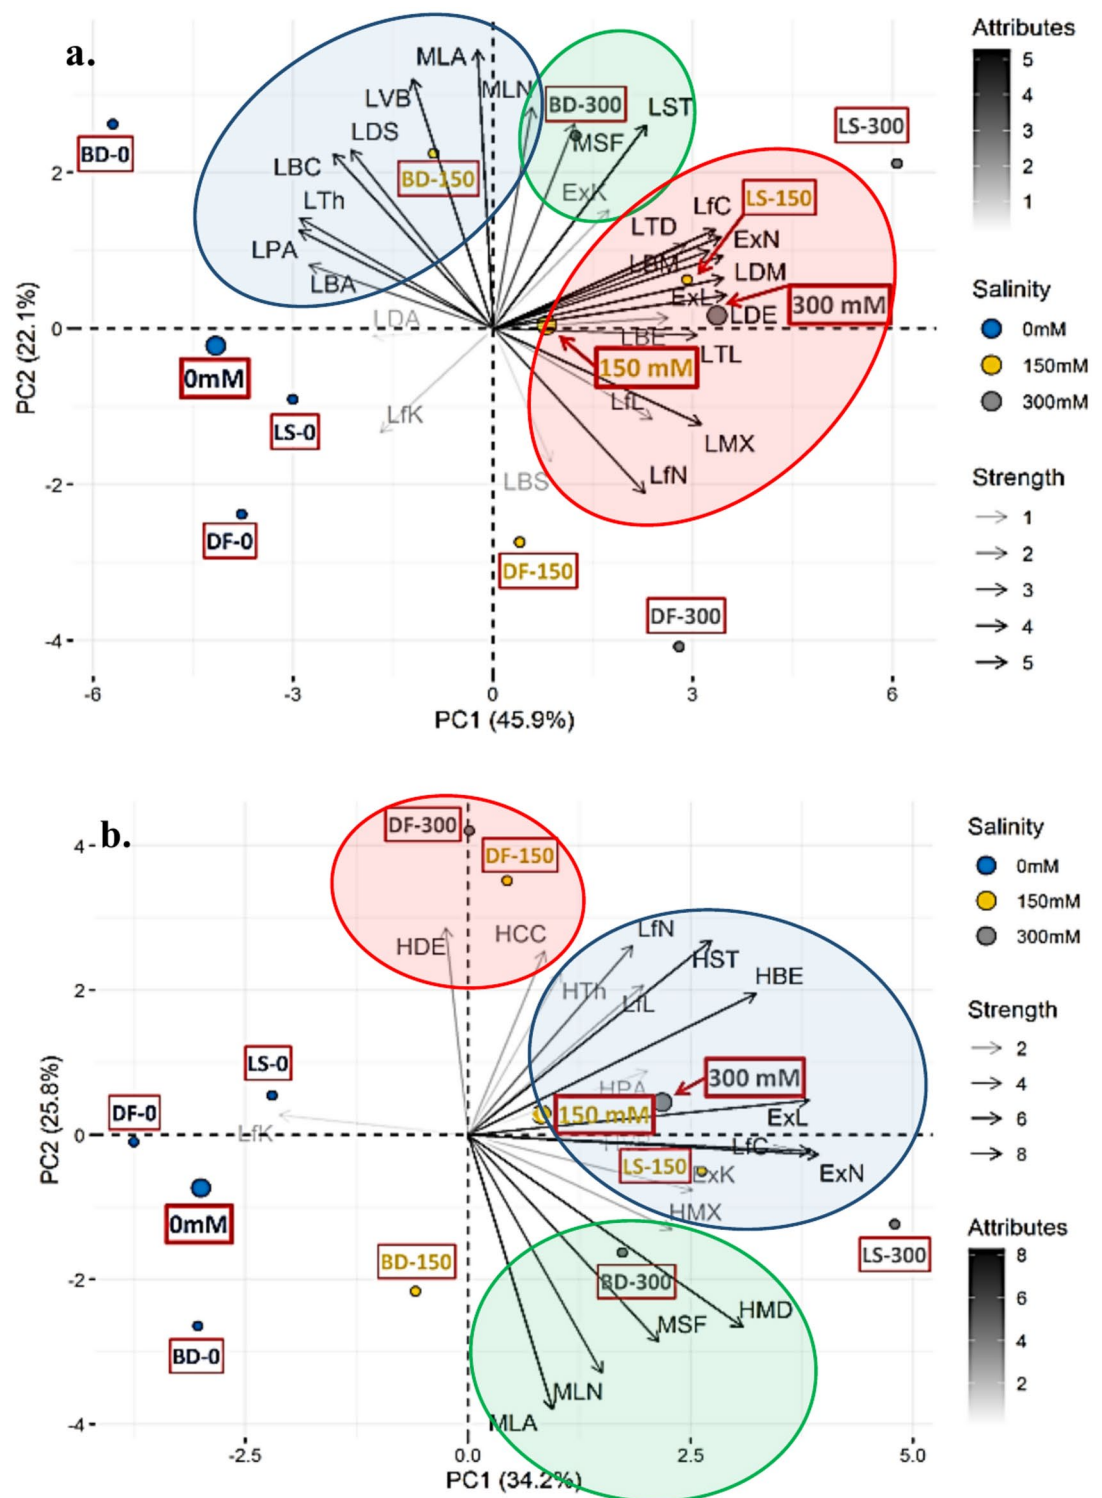 a.
MLA
MLN
LVB
LDS
LBC
LTh
LPA
LBA
LDA
LfK
BD-0
BD-150
BD-300
MSF
LST
ExK
LS-300
LfC
LS-150
LTD
ExN
LBM
LDM
ExL
LDE
300 mM
LBE
LTL
150 mM
LfL
LMX
LfN
LBS
0mM
LS-0
DF-0
DF-150
DF-300
2
0
-2
-4
PC2 (22.1%)
-6
-3
0
3
6
PC1 (45.9%)
Attributes
5
4
3
2
1
Salinity
0mM
150mM
300mM
Strength
1
2
3
4
5
b.
DF-300
DF-150
HDE
HCC
LfN
HST
HBE
HTh
LfL
HPA
300 mM
150 mM
ExL
LfC
LS-150
ExK
ExN
HMX
LS-300
BD-300
HMD
MSF
MLN
MLA
LS-0
DF-0
LfK
0mM
BD-150
BD-0
4
2
0
-2
-4
PC2 (25.8%)
-2.5
0.0
2.5
5.0
PC1 (34.2%)
Salinity
0mM
150mM
300mM
Strength
2
4
6
8
Attributes
8
6
4
2